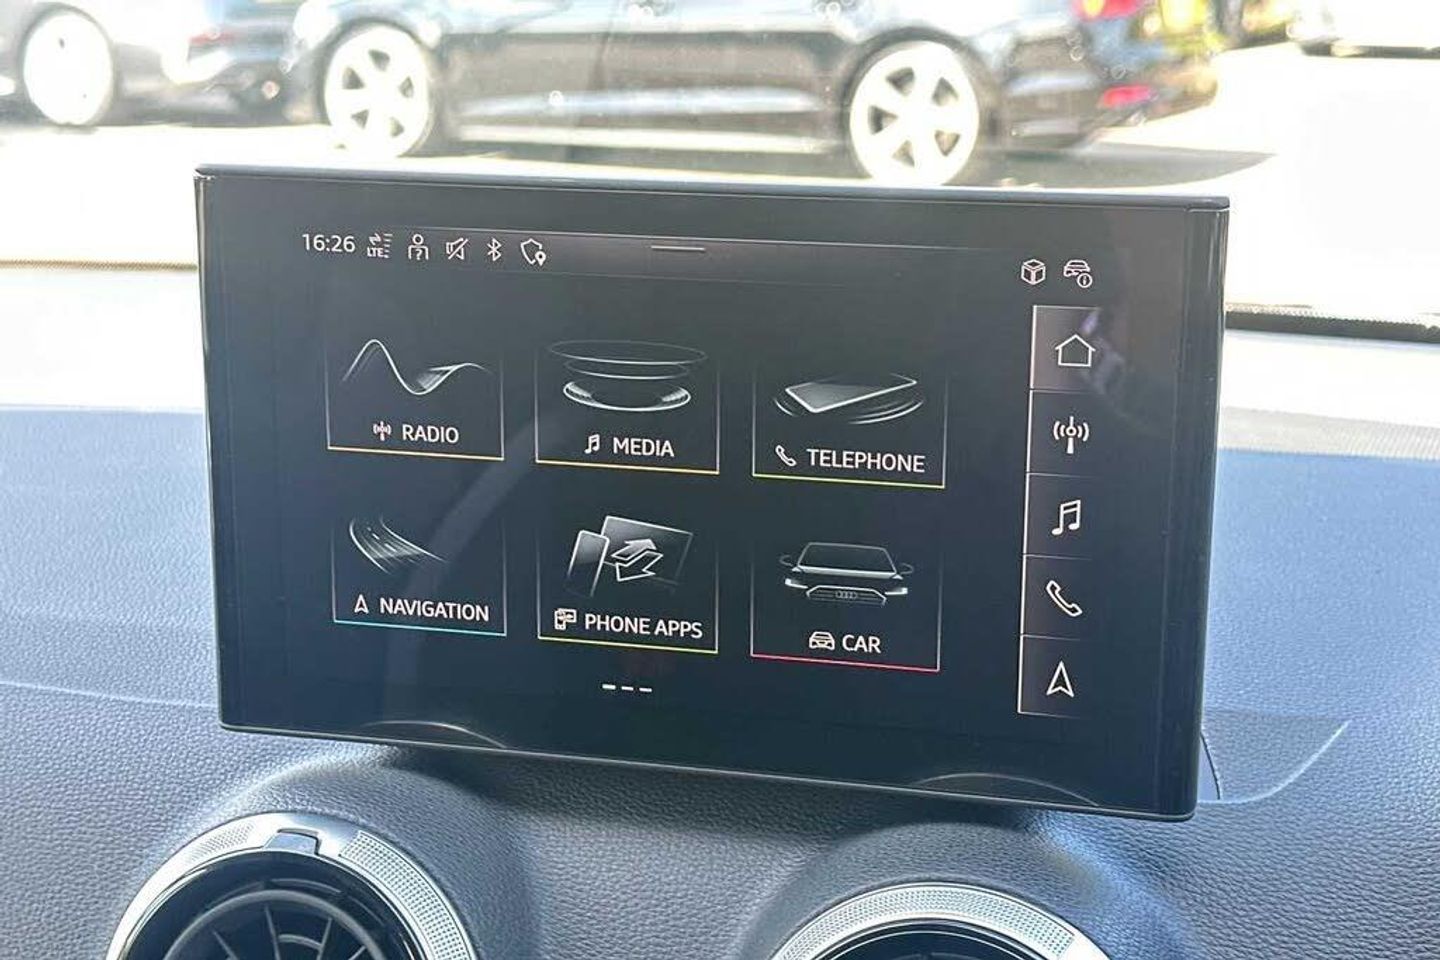 16:26 LTE
RADIO
MEDIA
TELEPHONE
NAVIGATION
PHONE APPS
CAR